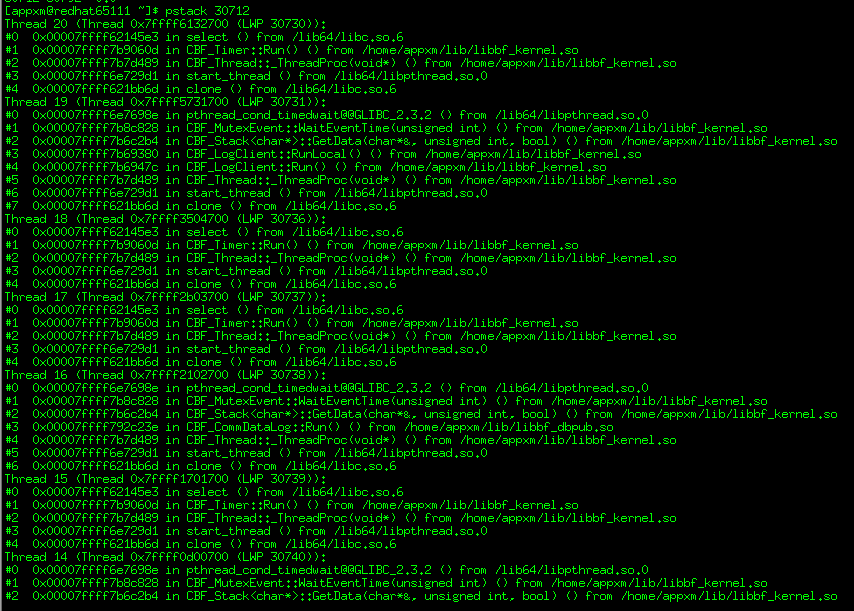 [appxm@redhat65111 ~]$ pstack 30712
Thread 20 (Thread 0x7ffff6132700 (LWP 30730)):
#0  0x00007ffff62145e3 in select () from /lib64/libc.so.6
#1  0x00007ffff7b9060d in CBF_Timer::Run() () from /home/appxm/lib/libbf_kernel.so
#2  0x00007ffff7b7d489 in CBF_Thread::_ThreadProc(void*) () from /home/appxm/lib/libbf_kernel.so
#3  0x00007ffff6e729d1 in start_thread () from /lib64/libpthread.so.0
#4  0x00007ffff621bb6d in clone () from /lib64/libc.so.6
Thread 19 (Thread 0x7ffff5731700 (LWP 30731)):
#0  0x00007ffff6e7698e in pthread_cond_timedwait@@GLIBC_2.3.2 () from /lib64/libpthread.so.0
#1  0x00007ffff7b8c828 in CBF_MutexEvent::WaitEventTime(unsigned int) () from /home/appxm/lib/libbf_kernel.so
#2  0x00007ffff7b6c2b4 in CBF_Stack<char*>::GetData(char*&, unsigned int, bool) () from /home/appxm/lib/libbf_kernel.so
#3  0x00007ffff7b69380 in CBF_LogClient::RunLocal() () from /home/appxm/lib/libbf_kernel.so
#4  0x00007ffff7b6947c in CBF_LogClient::Run() () from /home/appxm/lib/libbf_kernel.so
#5  0x00007ffff7b7d489 in CBF_Thread::_ThreadProc(void*) () from /home/appxm/lib/libbf_kernel.so
#6  0x00007ffff6e729d1 in start_thread () from /lib64/libpthread.so.0
#7  0x00007ffff621bb6d in clone () from /lib64/libc.so.6
Thread 18 (Thread 0x7ffff3504700 (LWP 30736)):
#0  0x00007ffff62145e3 in select () from /lib64/libc.so.6
#1  0x00007ffff7b9060d in CBF_Timer::Run() () from /home/appxm/lib/libbf_kernel.so
#2  0x00007ffff7b7d489 in CBF_Thread::_ThreadProc(void*) () from /home/appxm/lib/libbf_kernel.so
#3  0x00007ffff6e729d1 in start_thread () from /lib64/libpthread.so.0
#4  0x00007ffff621bb6d in clone () from /lib64/libc.so.6
Thread 17 (Thread 0x7ffff2b03700 (LWP 30737)):
#0  0x00007ffff62145e3 in select () from /lib64/libc.so.6
#1  0x00007ffff7b9060d in CBF_Timer::Run() () from /home/appxm/lib/libbf_kernel.so
#2  0x00007ffff7b7d489 in CBF_Thread::_ThreadProc(void*) () from /home/appxm/lib/libbf_kernel.so
#3  0x00007ffff6e729d1 in start_thread () from /lib64/libpthread.so.0
#4  0x00007ffff621bb6d in clone () from /lib64/libc.so.6
Thread 16 (Thread 0x7ffff2102700 (LWP 30738)):
#0  0x00007ffff6e7698e in pthread_cond_timedwait@@GLIBC_2.3.2 () from /lib64/libpthread.so.0
#1  0x00007ffff7b8c828 in CBF_MutexEvent::WaitEventTime(unsigned int) () from /home/appxm/lib/libbf_kernel.so
#2  0x00007ffff7b6c2b4 in CBF_Stack<char*>::GetData(char*&, unsigned int, bool) () from /home/appxm/lib/libbf_kernel.so
#3  0x00007ffff792c23e in CBF_CommDataLog::Run() () from /home/appxm/lib/libbf_dbpub.so
#4  0x00007ffff7b7d489 in CBF_Thread::_ThreadProc(void*) () from /home/appxm/lib/libbf_kernel.so
#5  0x00007ffff6e729d1 in start_thread () from /lib64/libpthread.so.0
#6  0x00007ffff621bb6d in clone () from /lib64/libc.so.6
Thread 15 (Thread 0x7ffff1701700 (LWP 30739)):
#0  0x00007ffff62145e3 in select () from /lib64/libc.so.6
#1  0x00007ffff7b9060d in CBF_Timer::Run() () from /home/appxm/lib/libbf_kernel.so
#2  0x00007ffff7b7d489 in CBF_Thread::_ThreadProc(void*) () from /home/appxm/lib/libbf_kernel.so
#3  0x00007ffff6e729d1 in start_thread () from /lib64/libpthread.so.0
#4  0x00007ffff621bb6d in clone () from /lib64/libc.so.6
Thread 14 (Thread 0x7ffff0d00700 (LWP 30740)):
#0  0x00007ffff6e7698e in pthread_cond_timedwait@@GLIBC_2.3.2 () from /lib64/libpthread.so.0
#1  0x00007ffff7b8c828 in CBF_MutexEvent::WaitEventTime(unsigned int) () from /home/appxm/lib/libbf_kernel.so
#2  0x00007ffff7b6c2b4 in CBF_Stack<char*>::GetData(char*&, unsigned int, bool) () from /home/appxm/lib/libbf_kernel.so